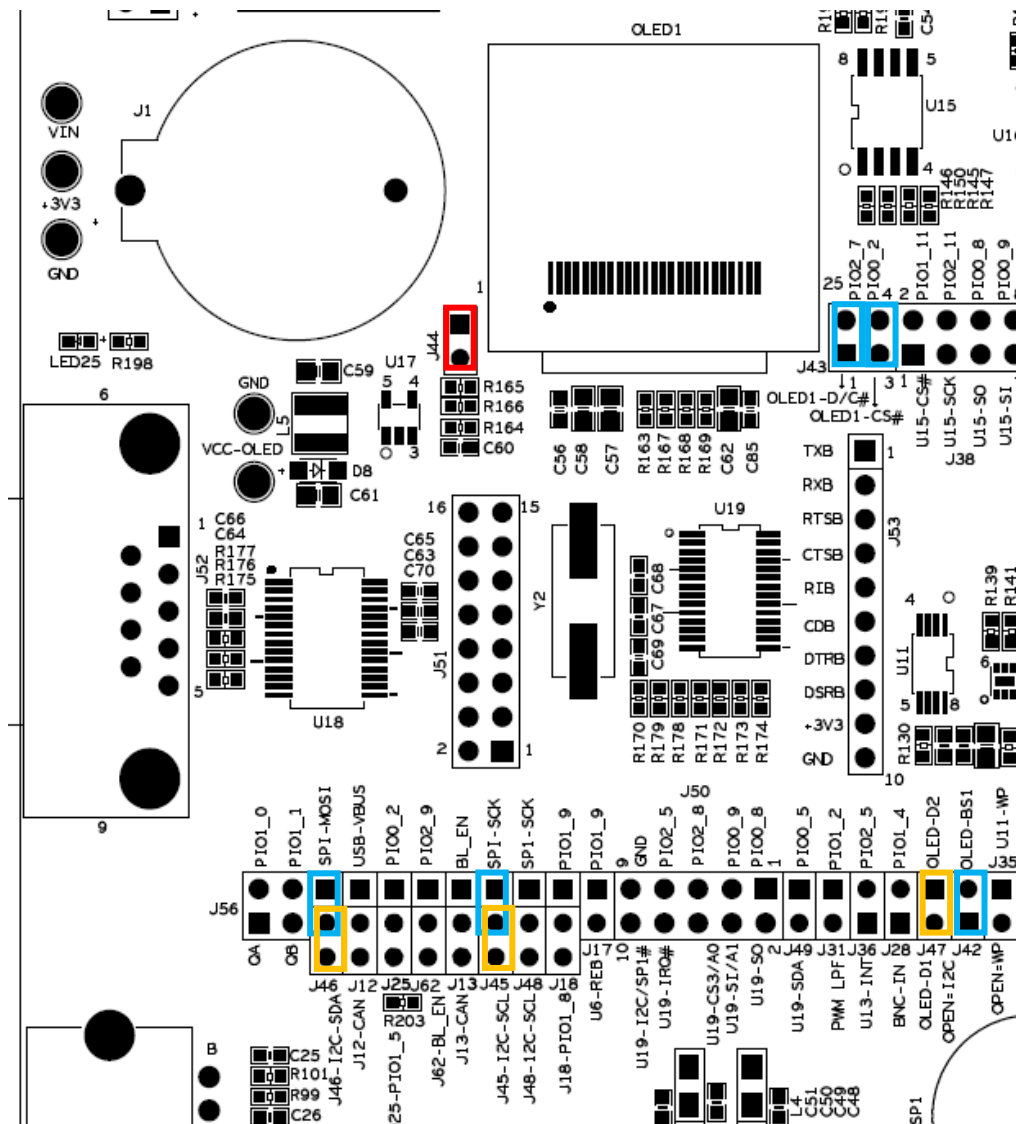 OLED1
R19
C54
8
5
U15
J1
VIN
+3V3
+
GND
4
U16
R146
R150
R145
R147
PIO2_7
PIO0_2
PIO1_11
PIO2_11
PIO0_8
PIO0_9
25
1
4
2
J44
J43
1
3
1
OLED1-D/C#
OLED1-CS#
U15-CS#
U15-SCK
U15-SO
U15-SI
J38
LED25
+
R198
6
C59
U17
5
4
3
GND
L5
VCC-OLED
+
D8
C61
R165
R166
R164
C60
C56
C58
C57
R163
R167
R168
R169
C62
C85
TXB
RXB
RTSB
CTSB
RIB
CDB
DTRB
DSRB
+3V3
GND
1
J53
10
16
15
J51
2
1
1
C66
C64
R177
R176
R175
J52
5
9
U18
C65
C63
C70
Y2
U19
C68
C67
C69
R170
R179
R178
R171
R172
R173
R174
4
U11
5
8
R139
R141
6
R130
J50
PIO1_0
PIO1_1
SPI-MOSI
USB-VBUS
PIO0_2
PIO2_9
BL_EN
SPI-SCK
SPI-SCK
PIO1_9
PIO1_9
9
GND
PIO2_5
PIO2_8
PIO0_9
PIO0_8
1
PIO0_5
PIO1_2
PIO2_5
PIO1_4
OLED-D2
OLED-BS1
U11-WP
J35
J56
QA
QB
J46
J12
J25
J62
J13
J45
J48
J18
J17
10
2
J49
J31
J36
J28
J47
J42
J46-I2C-SDA
J12-CAN
25-PIO1_5
J62-BL_EN
J13-CAN
J45-I2C-SCL
J48-I2C-SCL
J18-PIO1_8
U6-REB
U19-I2C/SPI#
U19-IRQ#
U19-CS3/A0
U19-SI/A1
U19-SO
U19-SDA
PWM LPF
U13-INT
BNC-IN
OLED-D1
OPEN=I2C
OPEN=WP
R203
B
C25
R101
R99
C26
L4
C51
C50
C49
C48
SP1